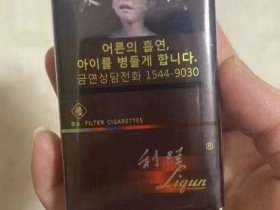 어른의 흡연,
아이를 병들게 합니다.
금연상담전화 1544-9030
FILTER CIGARETTES
利群 ®
Liqun